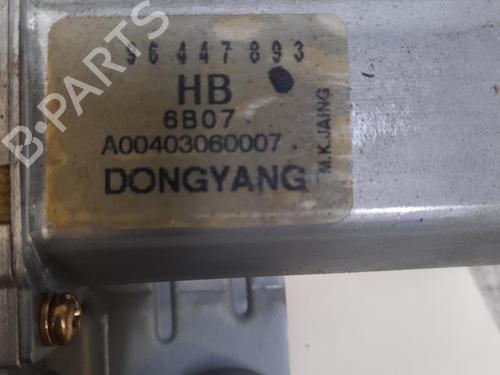 96447893
HB
6B07
A00403060007
DONGYANG
M.K.JAING
B-PARTS